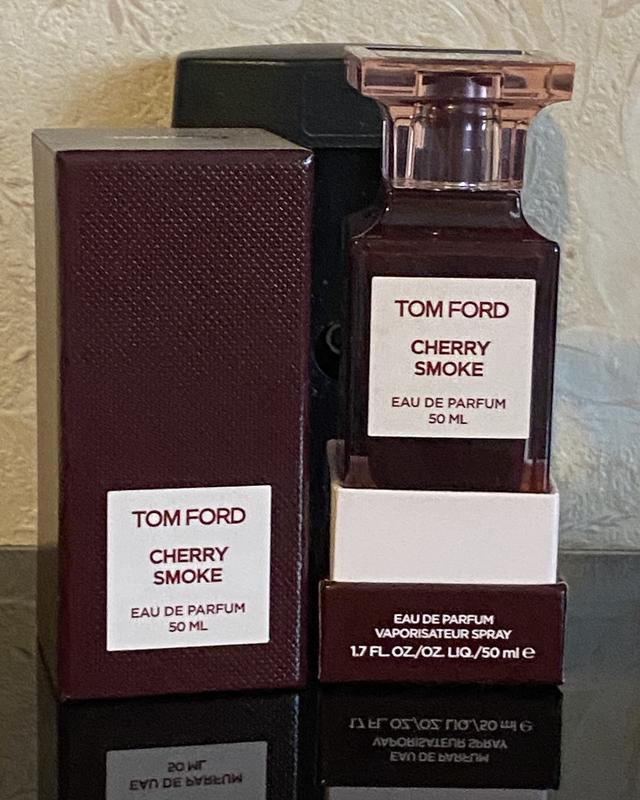 TOM FORD
CHERRY
SMOKE
EAU DE PARFUM
50 ML
TOM FORD
CHERRY
SMOKE
EAU DE PARFUM
50 ML
EAU DE PARFUM
VAPORISATEUR SPRAY
1.7 FL. OZ./OZ. LIQ./50 ml ℮